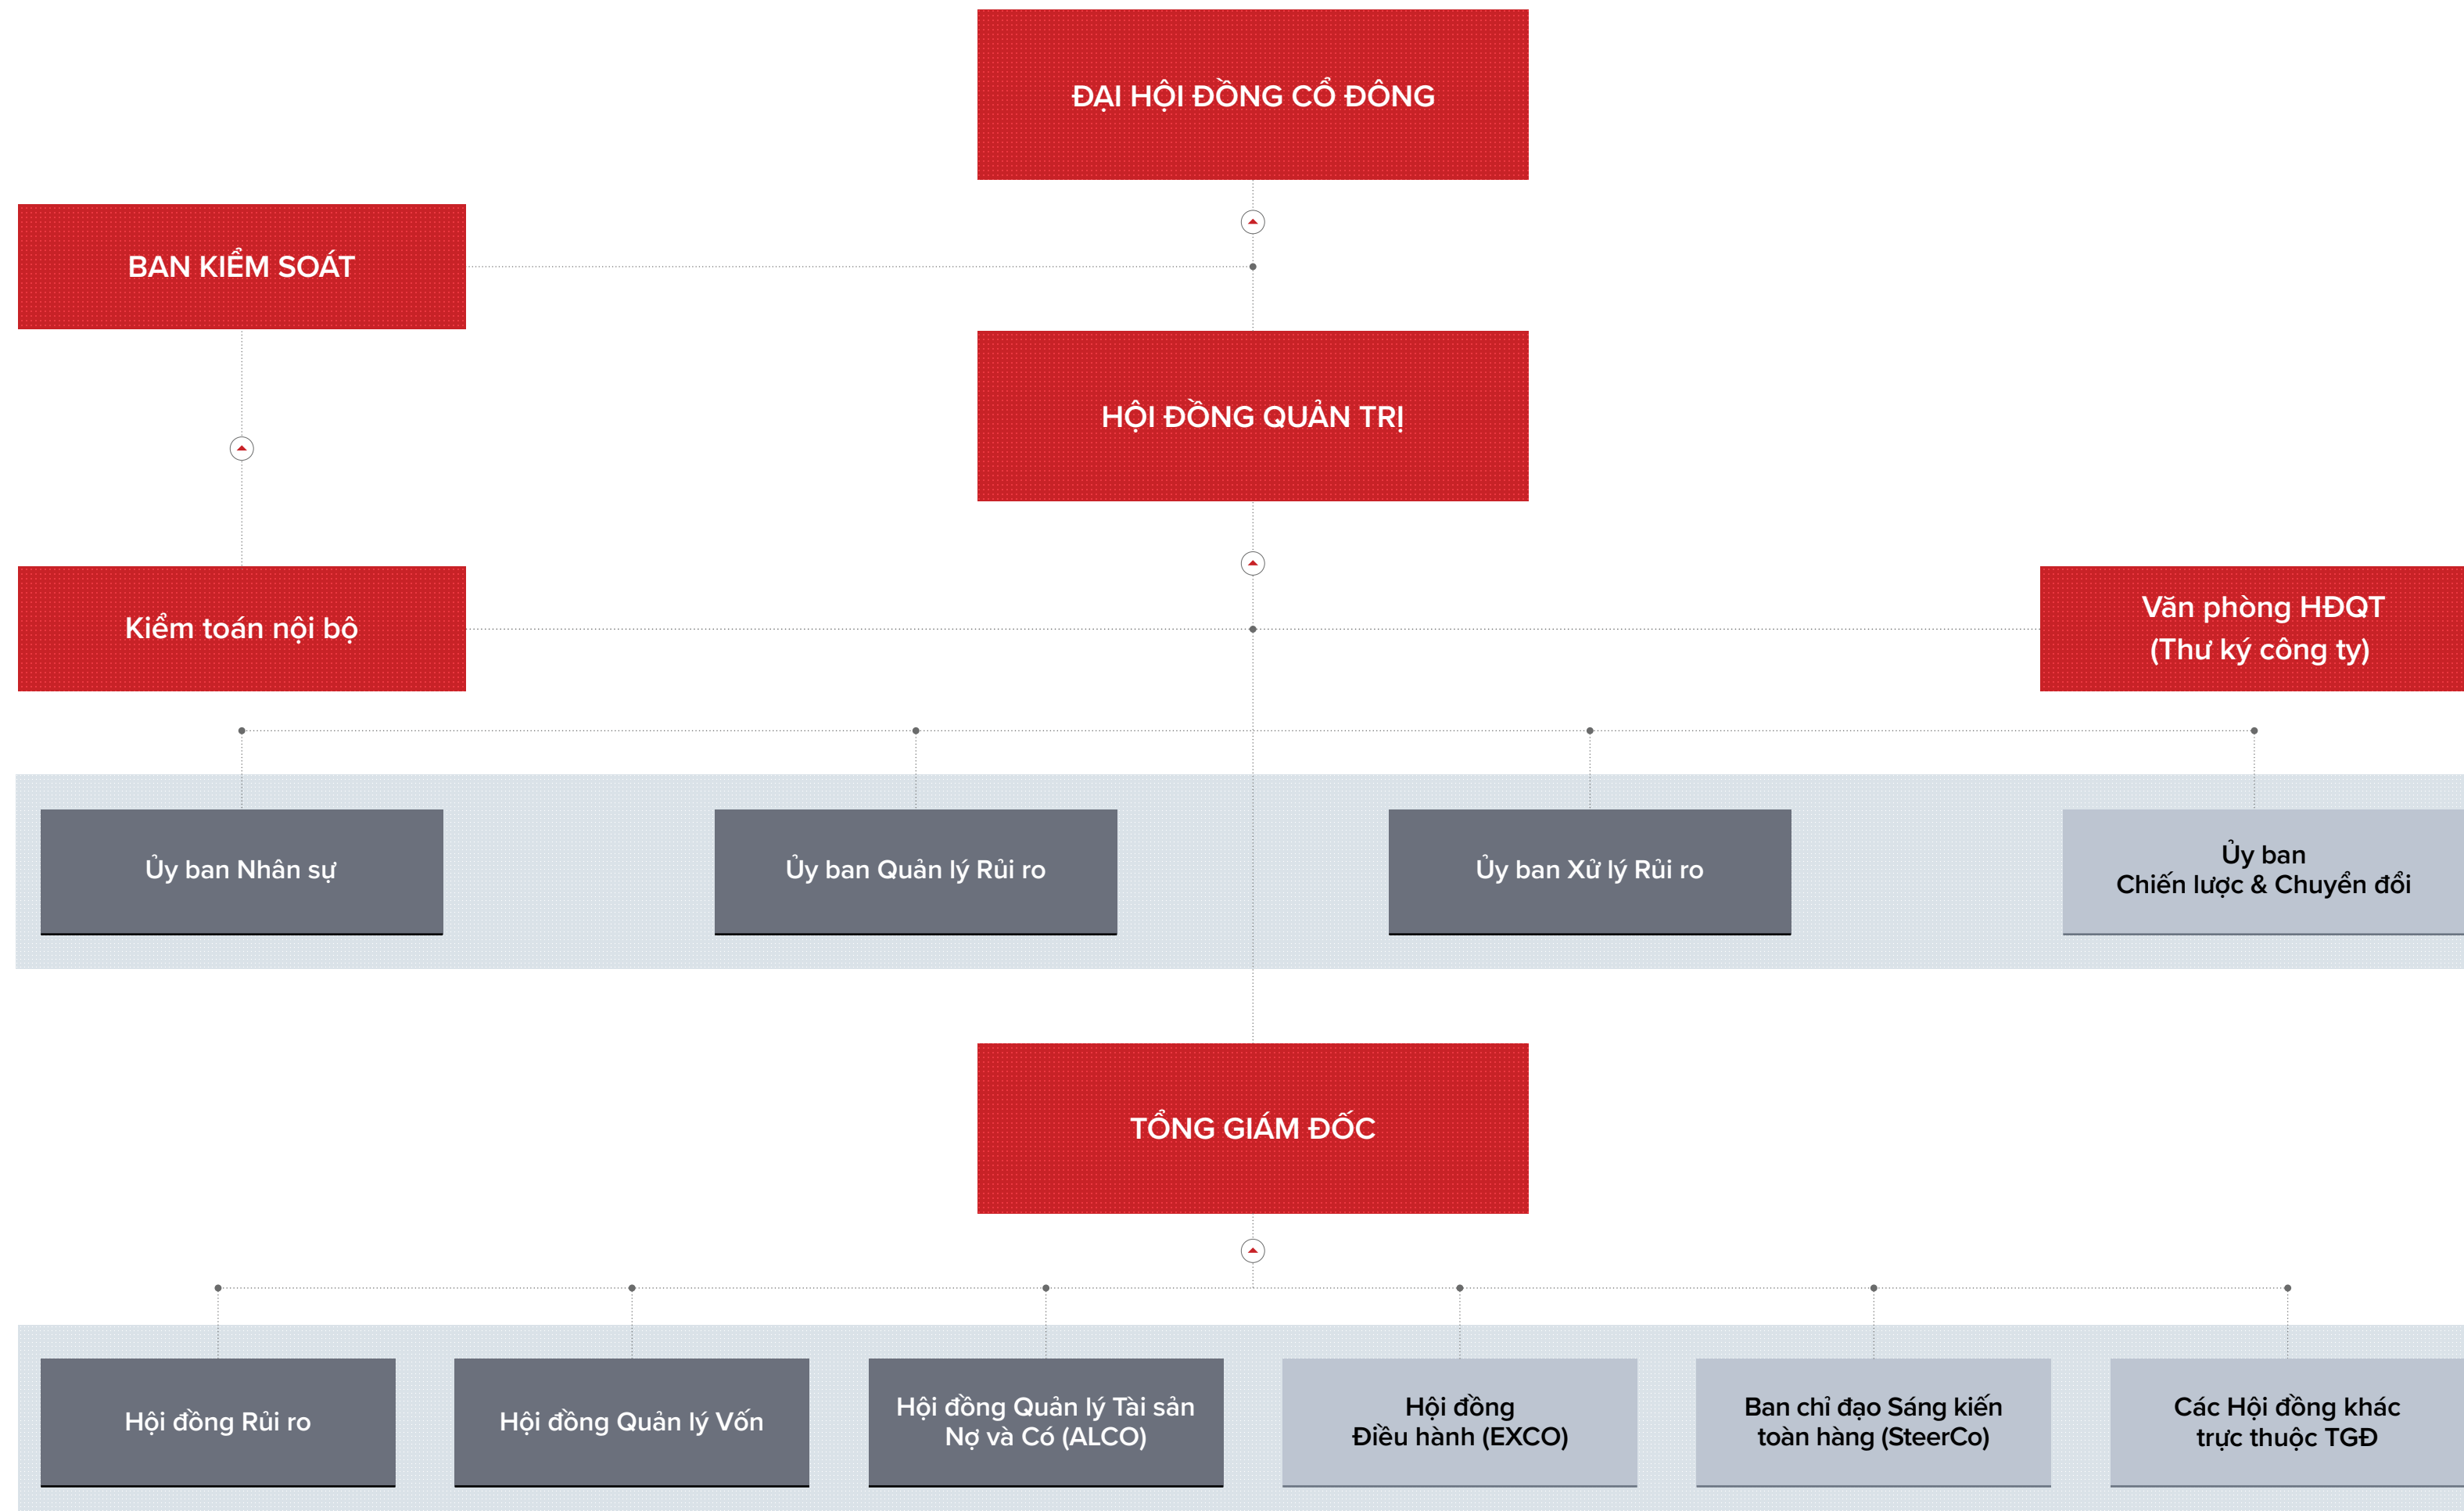 ĐẠI HỘI ĐỒNG CỔ ĐÔNG
BAN KIỂM SOÁT
HỘI ĐỒNG QUẢN TRỊ
Kiểm toán nội bộ
Văn phòng HĐQT
(Thư ký công ty)
Ủy ban Nhân sự
Ủy ban Quản lý Rủi ro
Ủy ban Xử lý Rủi ro
Ủy ban
Chiến lược & Chuyển đổi
TỔNG GIÁM ĐỐC
Hội đồng Rủi ro
Hội đồng Quản lý Vốn
Hội đồng Quản lý Tài sản
Nợ và Có (ALCO)
Hội đồng
Điều hành (EXCO)
Ban chỉ đạo Sáng kiến
toàn hàng (SteerCo)
Các Hội đồng khác
trực thuộc TGĐ